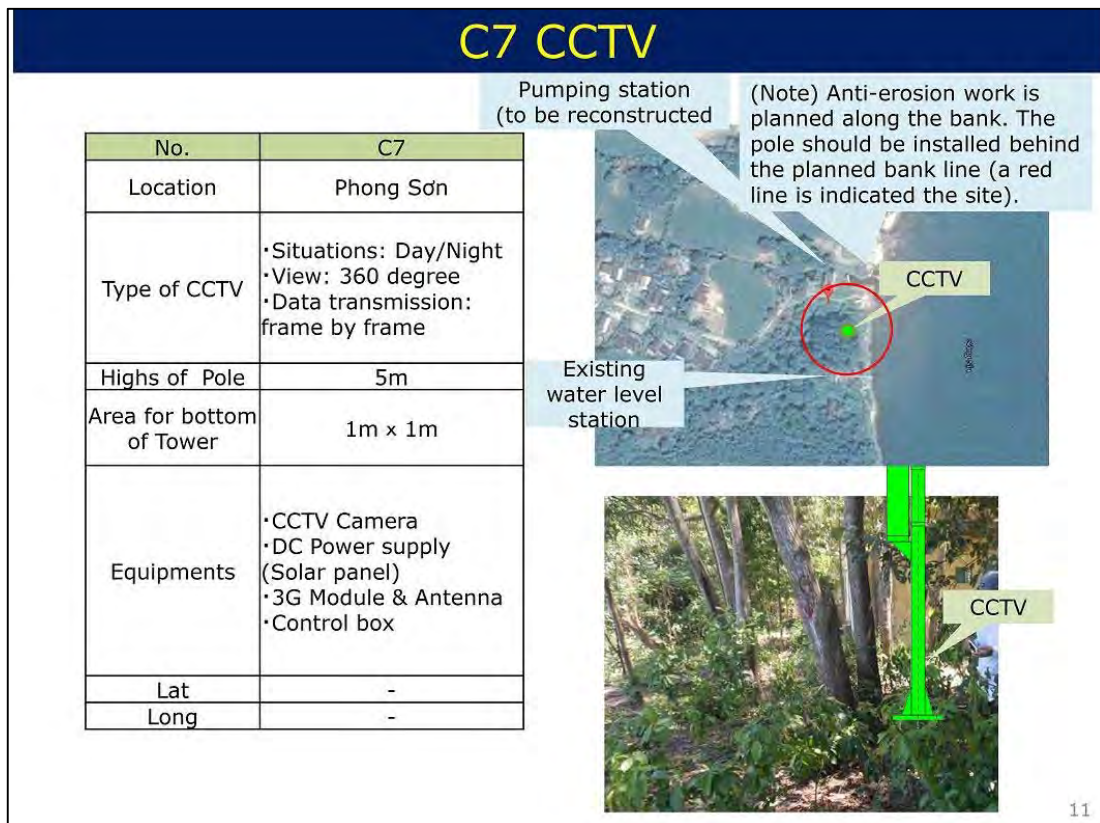 C7 CCTV
Pumping station
(to be reconstructed
(Note) Anti-erosion work is
planned along the bank. The
pole should be installed behind
the planned bank line (a red
line is indicated the site).
No.
C7
Location
Phong Sơn
Type of CCTV
・Situations: Day/Night
・View: 360 degree
・Data transmission:
frame by frame
Highs of Pole
5m
Area for bottom
of Tower
1m x 1m
Equipments
・CCTV Camera
・DC Power supply
(Solar panel)
・3G Module & Antenna
・Control box
Lat
-
Long
-
CCTV
Existing
water level
station
CCTV
11